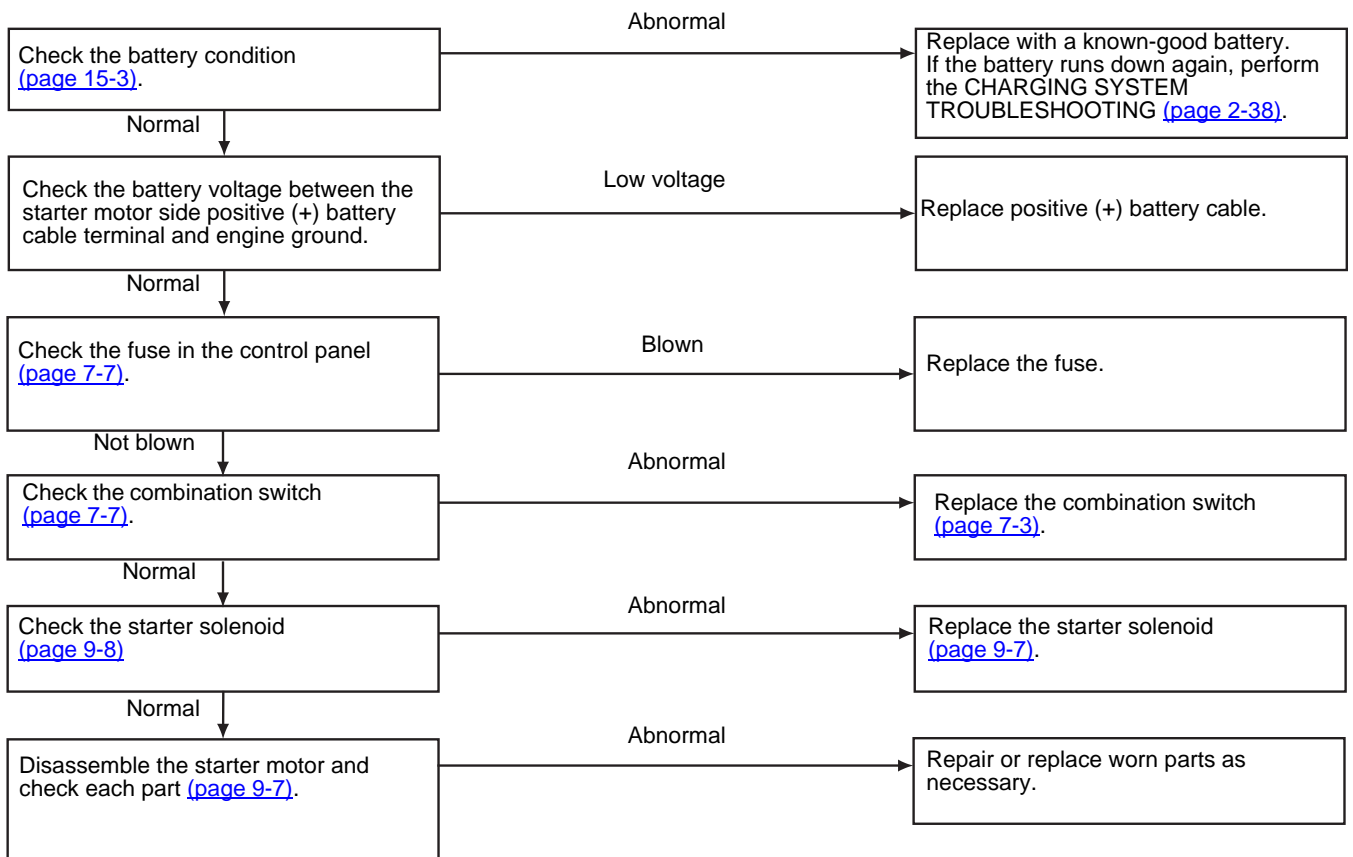 Abnormal
Check the battery condition
(page 15-3).
Replace with a known-good battery.
If the battery runs down again, perform
the CHARGING SYSTEM
TROUBLESHOOTING (page 2-38).
Normal
Check the battery voltage between the
starter motor side positive (+) battery
cable terminal and engine ground.
Low voltage
Replace positive (+) battery cable.
Normal
Check the fuse in the control panel
(page 7-7).
Blown
Replace the fuse.
Not blown
Check the combination switch
(page 7-7).
Abnormal
Replace the combination switch
(page 7-3).
Normal
Check the starter solenoid
(page 9-8)
Abnormal
Replace the starter solenoid
(page 9-7).
Normal
Disassemble the starter motor and
check each part (page 9-7).
Abnormal
Repair or replace worn parts as
necessary.